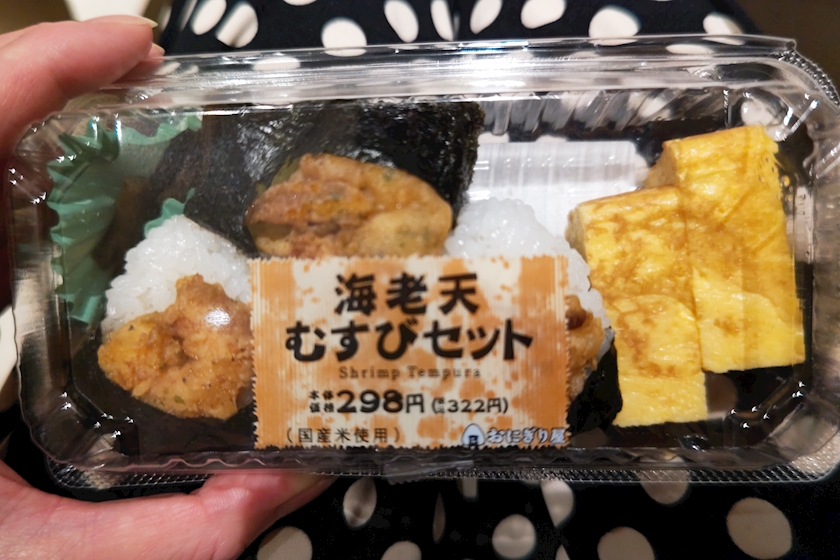 海老天
むすびセット
Shrimp Tempura
本体価格298円(税322円)
(国産米使用) おにぎり屋